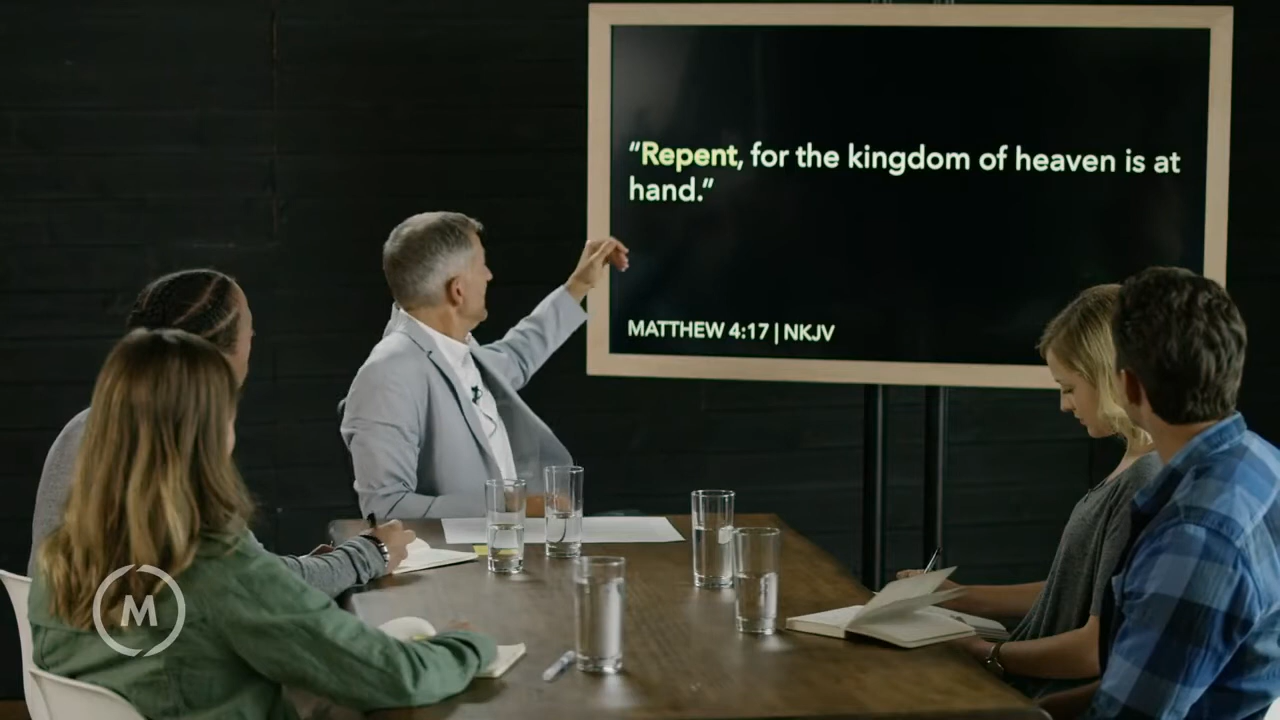 “Repent, for the kingdom of heaven is at
hand.”
MATTHEW 4:17 | NKJV
M